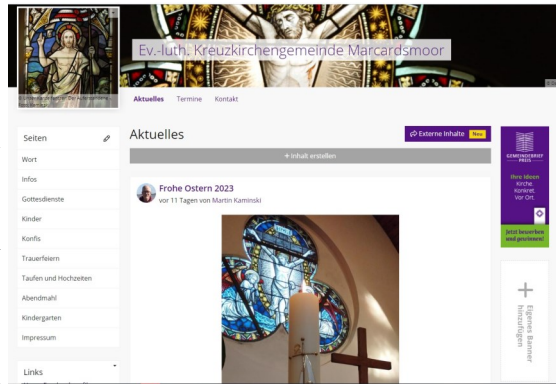 Ev.-luth. Kreuzkirchengemeinde Marcardsmoor
Aktuelles
Termine
Kontakt
Seiten
Wort
Infos
Gottesdienste
Kinder
Konfis
Trauerfeiern
Taufen und Hochzeiten
Abendmahl
Kindergarten
Impressum
Links
Aktuelles
Externe Inhalte Neu
+ Inhalt erstellen
Frohe Ostern 2023
vor 11 Tagen von Martin Kaminski
GEMEINDEBRIEF
PREIS
Ihre Ideen
Kirche.
Konkret.
Vor Ort.
Jetzt bewerben
und gewinnen!
Eigenes Banner
hinzufügen